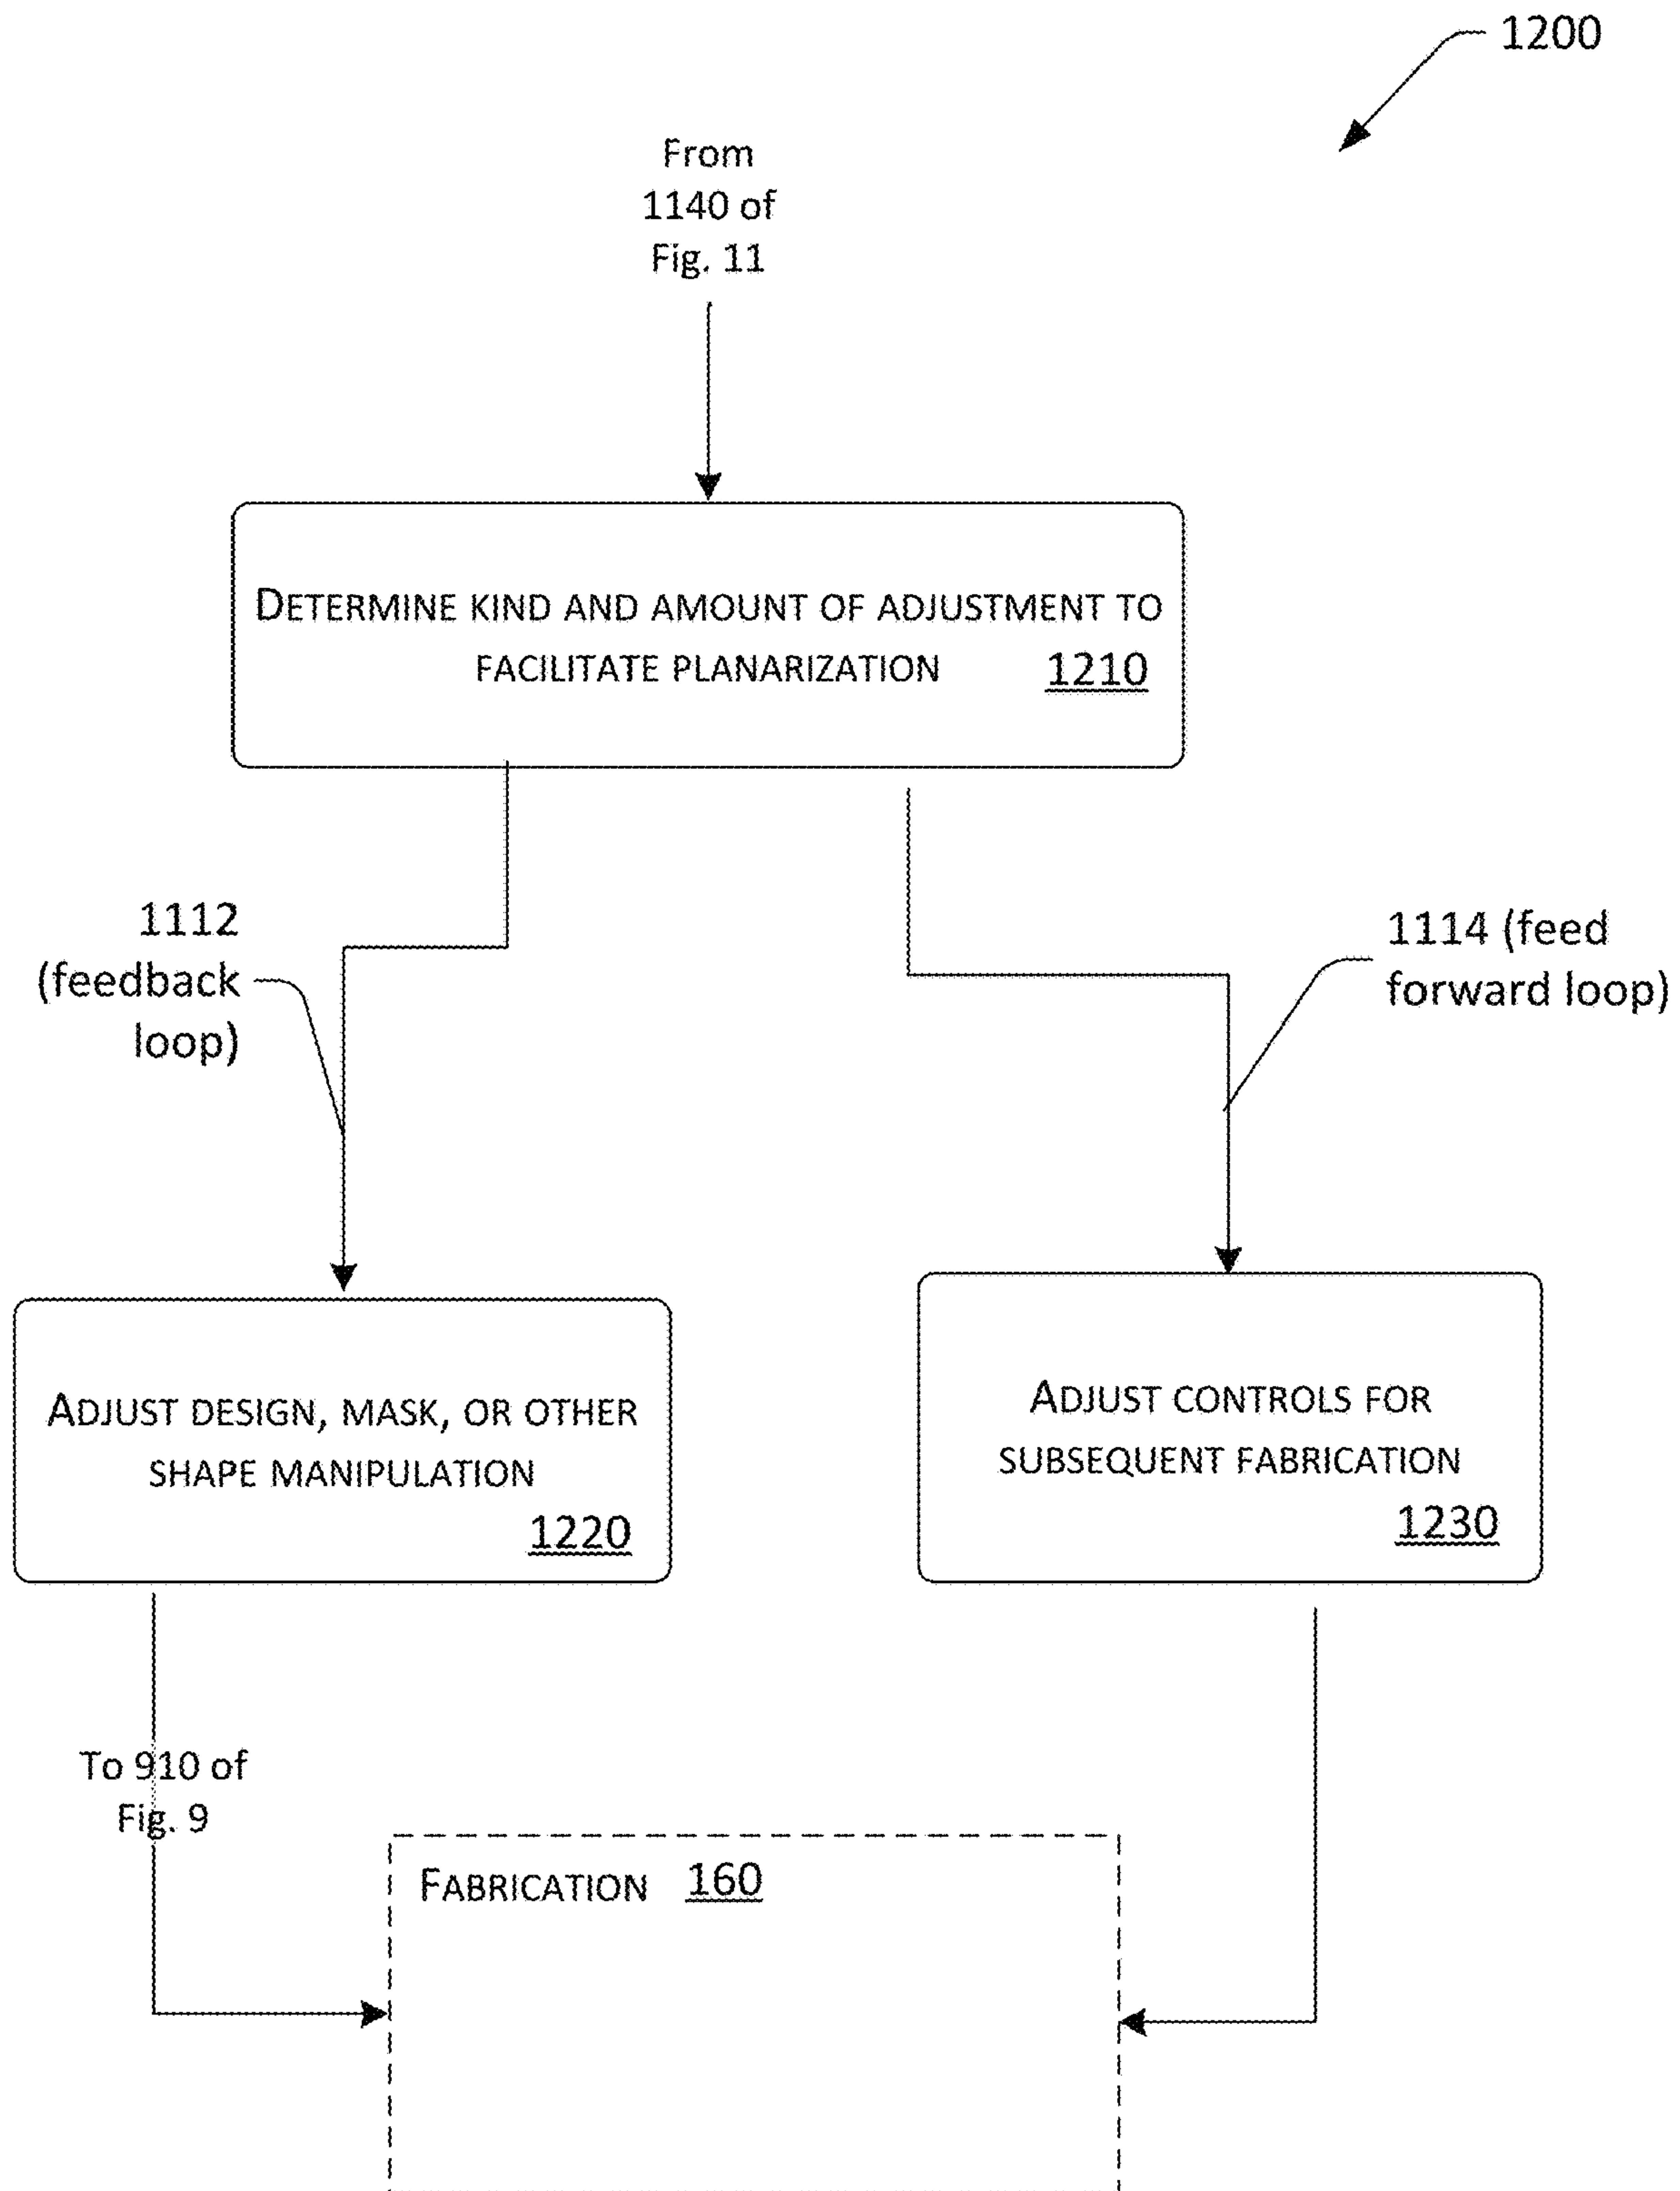 1200
From
1140 of
Fig. 11
DETERMINE KIND AND AMOUNT OF ADJUSTMENT TO
FACILITATE PLANARIZATION 1210
1112
(feedback
loop)
1114 (feed
forward loop)
ADJUST DESIGN, MASK, OR OTHER
SHAPE MANIPULATION
1220
ADJUST CONTROLS FOR
SUBSEQUENT FABRICATION
1230
To 910 of
Fig. 9
FABRICATION 160